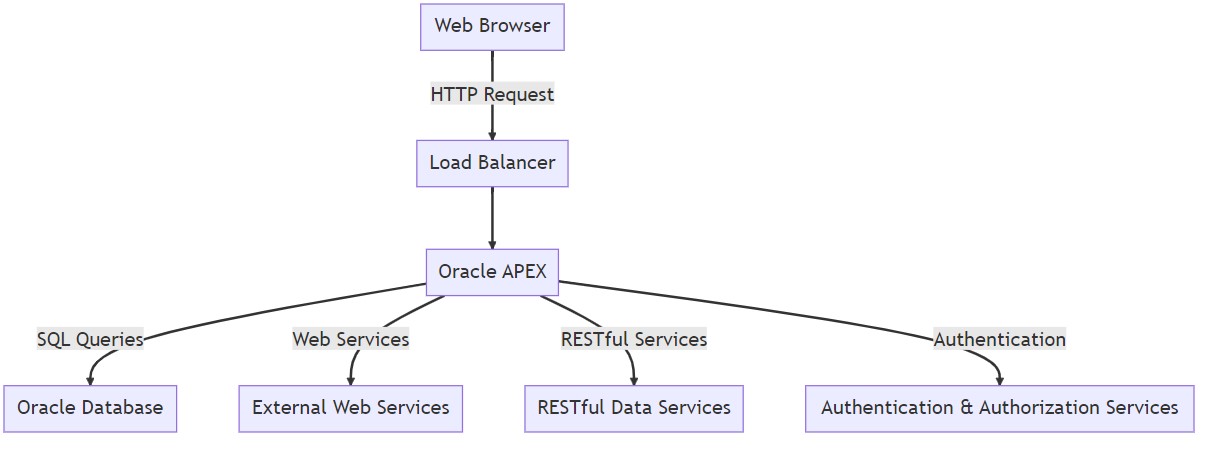 Web Browser
HTTP Request
Load Balancer
Oracle APEX
SQL Queries
Web Services
RESTful Services
Authentication
Oracle Database
External Web Services
RESTful Data Services
Authentication & Authorization Services